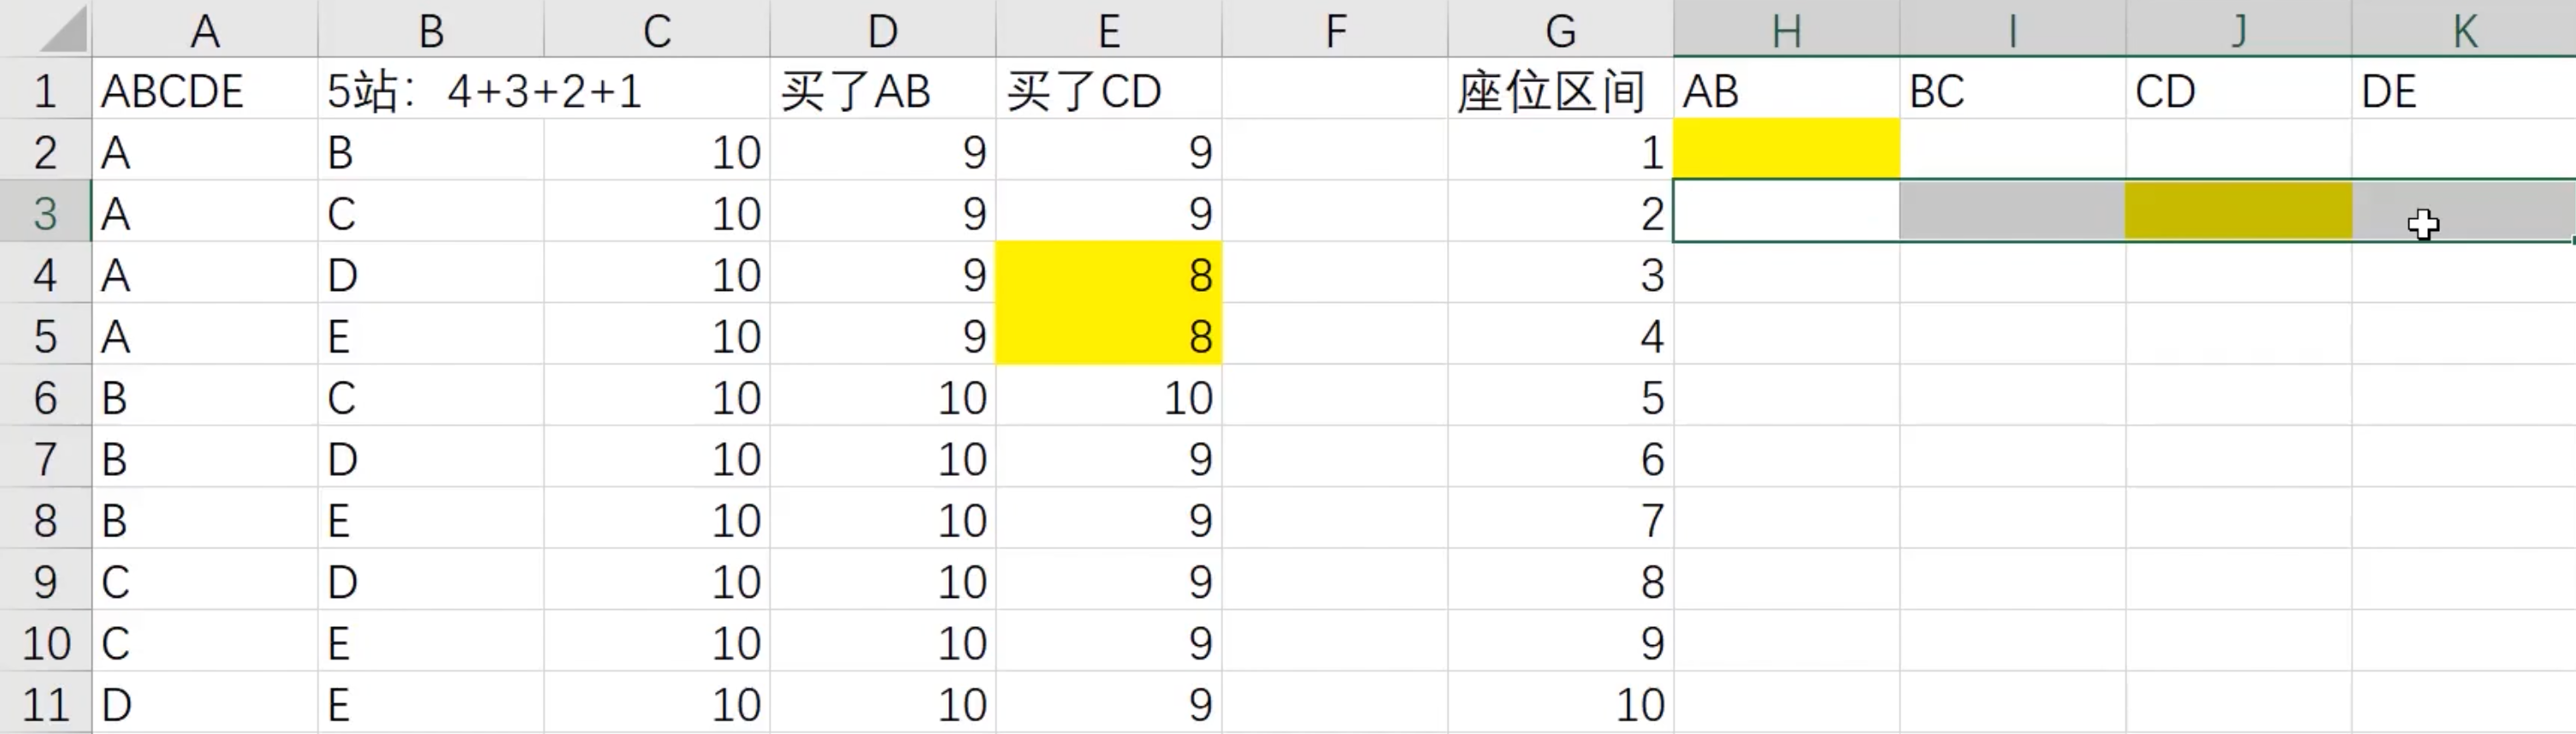 A B C D E F G H I J K
1 ABCDE 5站：4+3+2+1 买了AB 买了CD 座位区间 AB BC CD DE
2 A B 10 9 9 1
3 A C 10 9 9 2
4 A D 10 9 8 3
5 A E 10 9 8 4
6 B C 10 10 10 5
7 B D 10 10 9 6
8 B E 10 10 9 7
9 C D 10 10 9 8
10 C E 10 10 9 9
11 D E 10 10 9 10